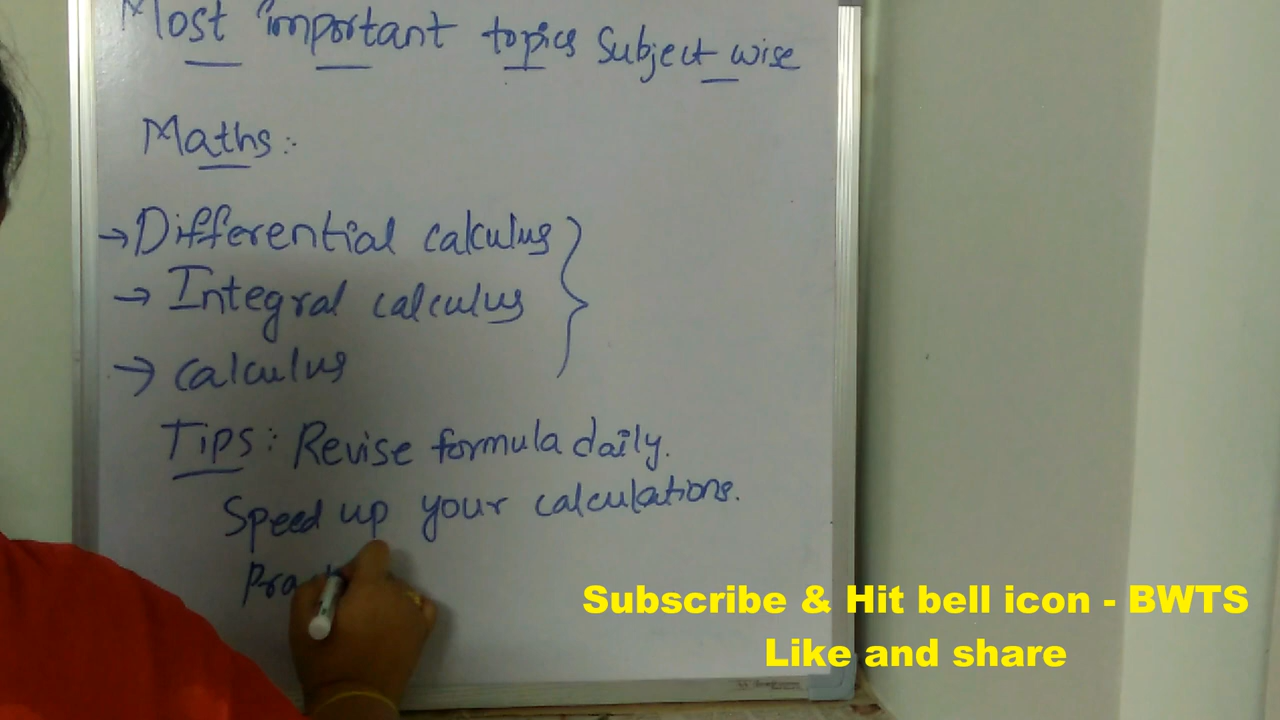 Most important topics Subject wise
Maths:
→ Differential calculus
→ Integral calculus
→ calculus
Tips: Revise formula daily.
Speed up your calculations.
Pra
Subscribe & Hit bell icon - BWTS
Like and share